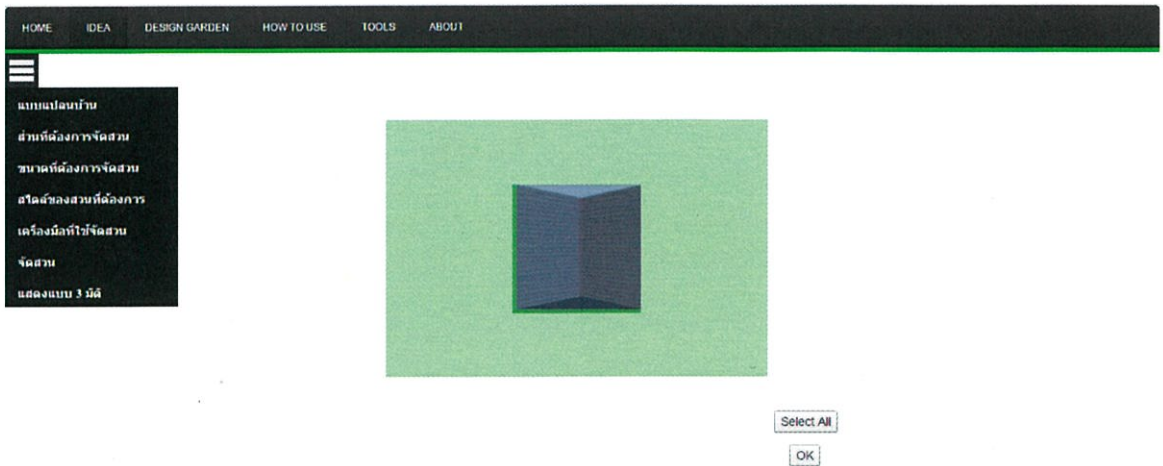 HOME IDEA DESIGN GARDEN HOW TO USE TOOLS ABOUT
แบบแปลนบ้าน
ส่วนที่ต้องการจัดสวน
ขนาดที่ต้องการจัดสวน
สไตล์ของสวนที่ต้องการ
เครื่องมือที่ใช้จัดสวน
จัดสวน
แสดงแบบ 3 มิติ
Select All
OK